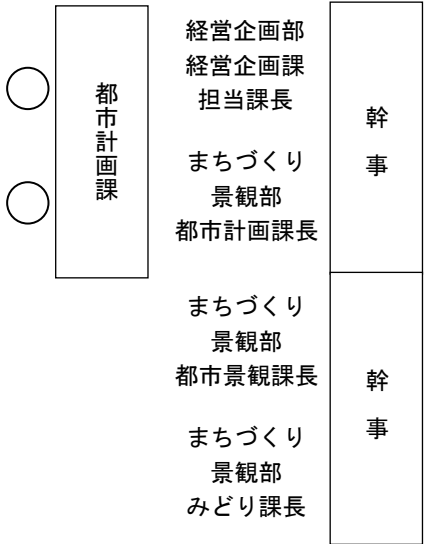 都市計画課
経営企画部
経営企画課
担当課長
まちづくり
景観部
都市計画課長
まちづくり
景観部
都市景観課長
まちづくり
景観部
みどり課長
幹事
幹事